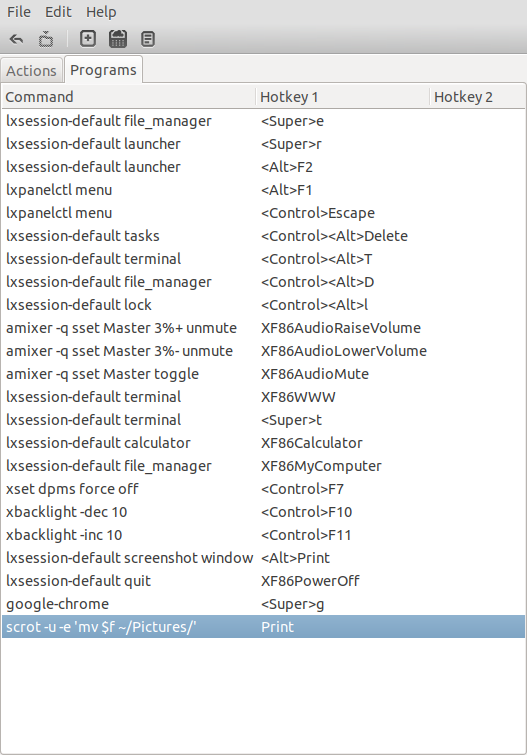 File Edit Help
Actions Programs
Command Hotkey 1 Hotkey 2
lxsession-default file_manager <Super>e
lxsession-default launcher <Super>r
lxsession-default launcher <Alt>F2
lxpanelctl menu <Alt>F1
lxpanelctl menu <Control>Escape
lxsession-default tasks <Control><Alt>Delete
lxsession-default terminal <Control><Alt>T
lxsession-default file_manager <Control><Alt>D
lxsession-default lock <Control><Alt>l
amixer -q sset Master 3%+ unmute XF86AudioRaiseVolume
amixer -q sset Master 3%- unmute XF86AudioLowerVolume
amixer -q sset Master toggle XF86AudioMute
lxsession-default terminal XF86WWW
lxsession-default terminal <Super>t
lxsession-default calculator XF86Calculator
lxsession-default file_manager XF86MyComputer
xset dpms force off <Control>F7
xbacklight -dec 10 <Control>F10
xbacklight -inc 10 <Control>F11
lxsession-default screenshot window <Alt>Print
lxsession-default quit XF86PowerOff
google-chrome <Super>g
scrot -u -e 'mv $f ~/Pictures/' Print